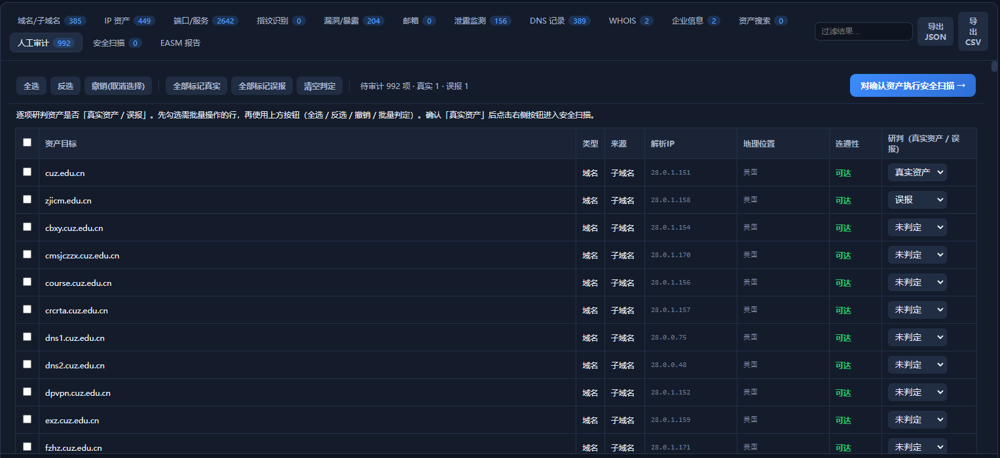 域名/子域名 385 IP 资产 449 端口/服务 2642 指纹识别 0 漏洞/暴露 204 邮箱 0 泄露监测 156 DNS 记录 389 WHOIS 2 企业信息 2 资产搜索 0
人工审计 992 安全扫描 0 EASM 报告
过滤结果...
导出
JSON
导
出
CSV
全选 反选 撤销(取消选择) 全部标记真实 全部标记误报 清空判定 待审计 992 项 · 真实 1 · 误报 1 对确认资产执行安全扫描 →
逐项研判资产是否「真实资产 / 误报」。先勾选需批量操作的行，再使用上方按钮（全选 / 反选 / 撤销 / 批量判定）。确认「真实资产」后点击右侧按钮进入安全扫描。
资产目标 类型 来源 解析IP 地理位置 连通性 研判（真实资产 / 误
报）
cuz.edu.cn 域名 子域名 28.0.1.151 美国 可达 真实资产
zjicm.edu.cn 域名 子域名 28.0.1.158 美国 可达 误报
cbxy.cuz.edu.cn 域名 子域名 28.0.1.154 美国 可达 未判定
cmsjczzx.cuz.edu.cn 域名 子域名 28.0.1.170 美国 可达 未判定
course.cuz.edu.cn 域名 子域名 28.0.1.156 美国 可达 未判定
crcrta.cuz.edu.cn 域名 子域名 28.0.1.157 美国 可达 未判定
dns1.cuz.edu.cn 域名 子域名 28.0.0.75 美国 可达 未判定
dns2.cuz.edu.cn 域名 子域名 28.0.0.48 美国 可达 未判定
dpvpn.cuz.edu.cn 域名 子域名 28.0.1.152 美国 可达 未判定
exz.cuz.edu.cn 域名 子域名 28.0.1.159 美国 可达 未判定
fzhz.cuz.edu.cn 域名 子域名 28.0.1.171 美国 可达 未判定